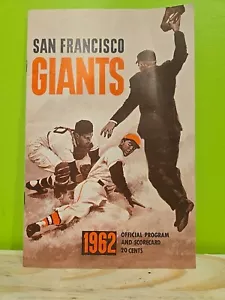 SAN FRANCISCO
GIANTS
1962
OFFICIAL PROGRAM
AND SCORECARD
20 CENTS